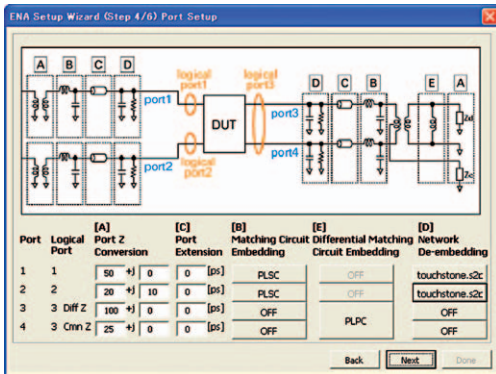 ENA Setup Wizard (Step 4/6) Port Setup
A B C D
logical port1
logical port3
D C B E A
port1
port3
DUT
Zd
port2
logical port2
port4
Zc
[A] [C] [B] [E] [D]
Port Logical Port Port Z Conversion Port Extension Matching Circuit Embedding Differential Matching Circuit Embedding Network De-embedding
1 1 50 +j 0 0 [ps] PLSC OFF touchstone.s2c
2 2 20 +j 10 0 [ps] PLSC OFF touchstone.s2c
3 3 Diff Z 100 +j 0 0 [ps] OFF PLPC OFF
4 3 Cmn Z 25 +j 0 0 [ps] OFF OFF
Back Next Done